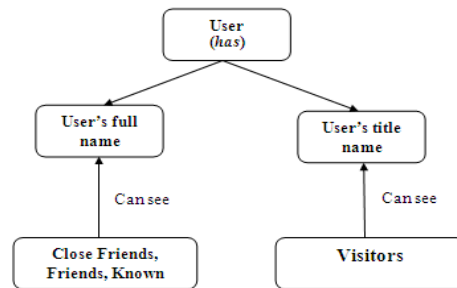 User
(has)
User's full
name
User's title
name
Can see
Can see
Close Friends,
Friends, Known
Visitors